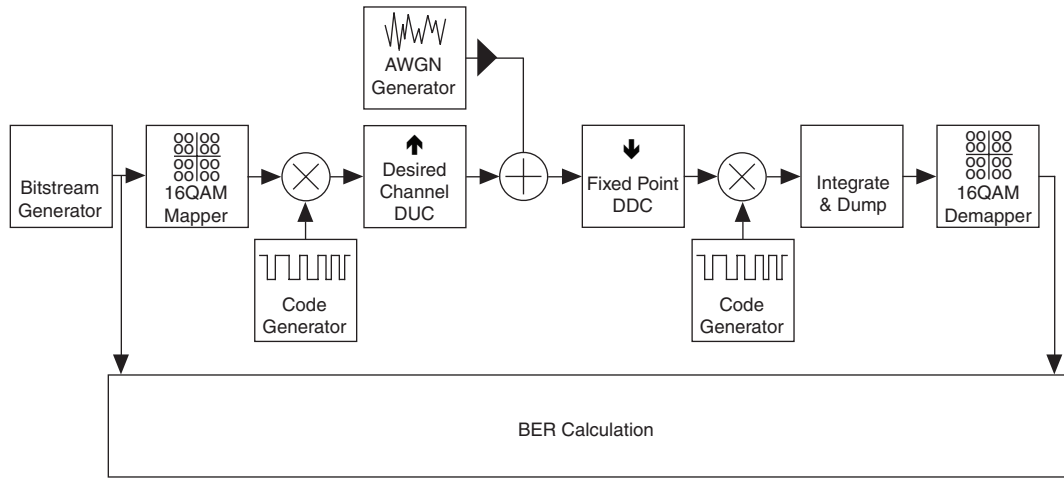 AWGN
Generator
Bitstream
Generator
16QAM
Mapper
Desired
Channel
DUC
Fixed Point
DDC
Integrate
& Dump
16QAM
Demapper
Code
Generator
Code
Generator
BER Calculation